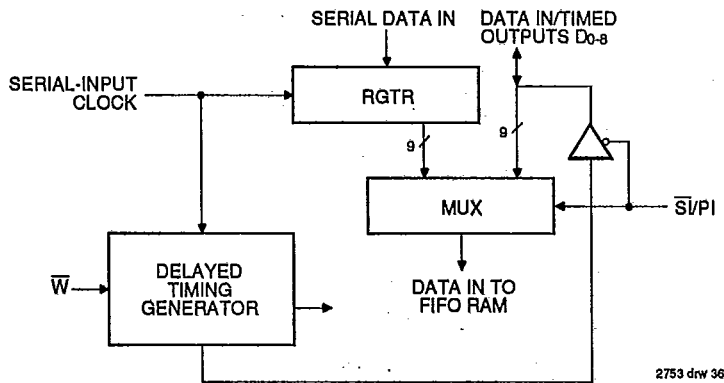 SERIAL DATA IN
DATA IN/TIMED
OUTPUTS D0-8
SERIAL-INPUT
CLOCK
RGTR
9
9
MUX
SI/PI
W
DELAYED
TIMING
GENERATOR
DATA IN TO
FIFO RAM
2753 drw 36